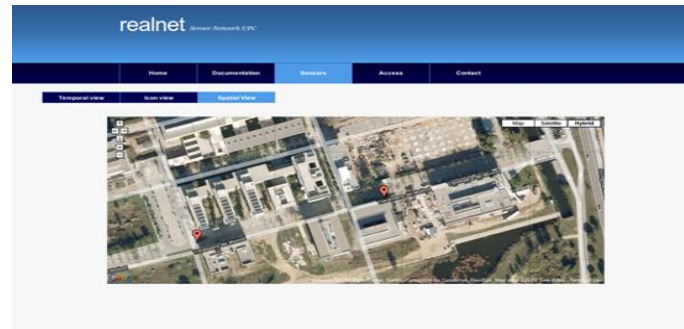 realnet Sensor Network UPC
Home Documentation Sensors Access Contact
Temporal view Icon view Spatial View
Map Satellite Hybrid